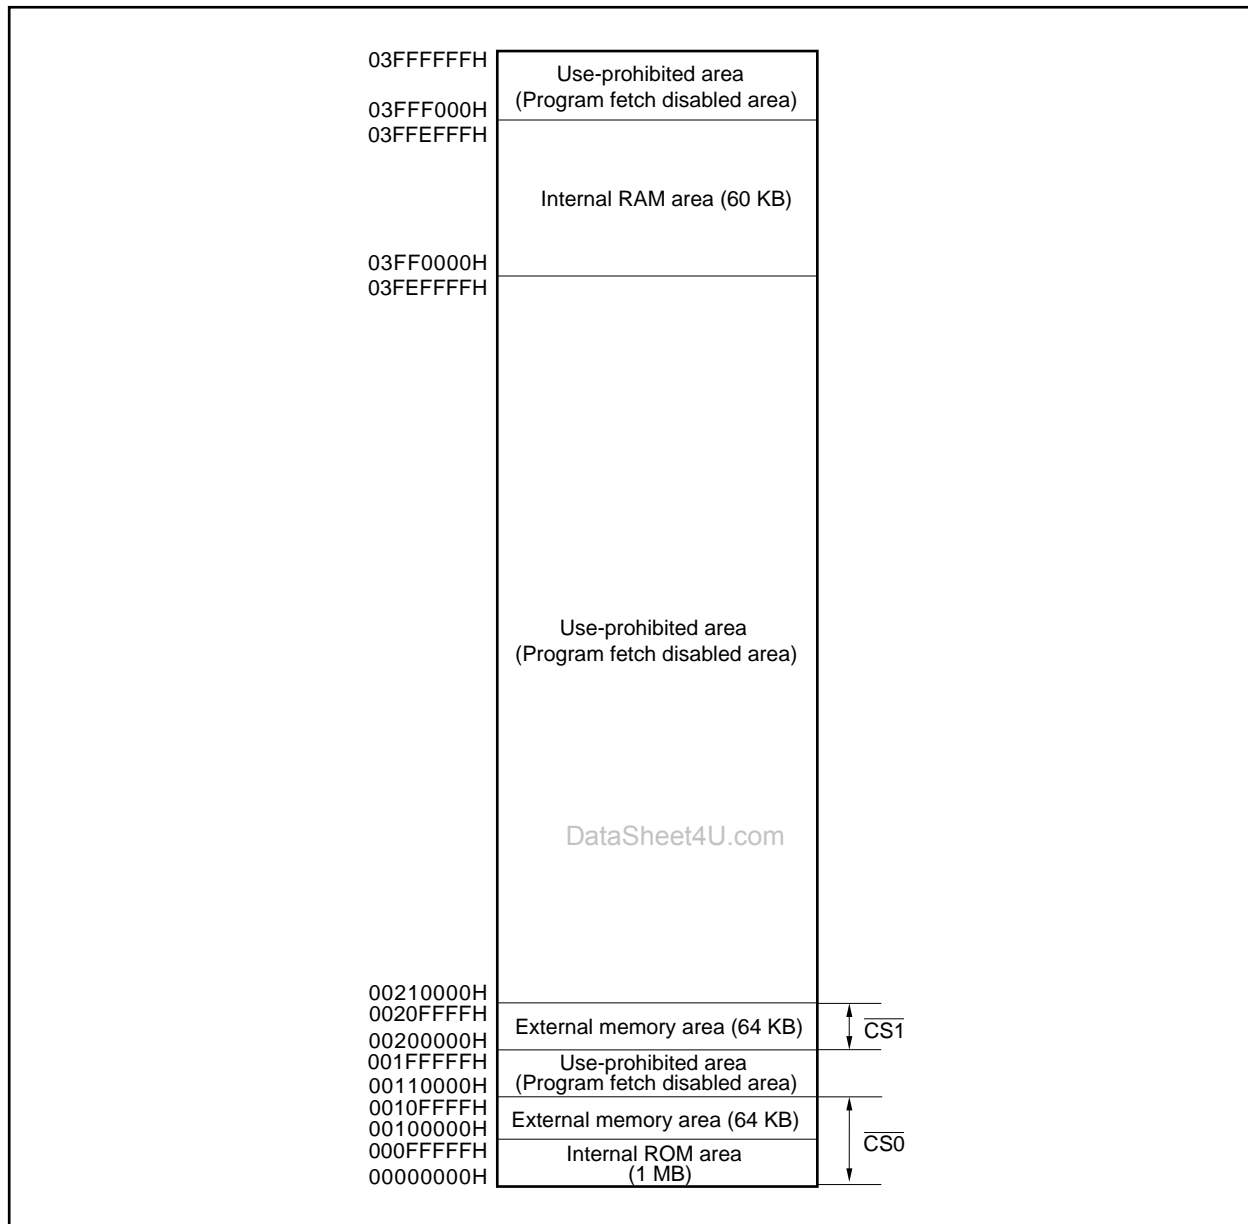 03FFFFFFH
Use-prohibited area
(Program fetch disabled area)
03FFF000H
03FFEFFFH
Internal RAM area (60 KB)
03FF0000H
03FEFFFFH
Use-prohibited area
(Program fetch disabled area)
DataSheet4U.com
00210000H
0020FFFFH
External memory area (64 KB)
CS1
00200000H
001FFFFFH
Use-prohibited area
(Program fetch disabled area)
00110000H
0010FFFFH
External memory area (64 KB)
00100000H
CS0
000FFFFFH
Internal ROM area
(1 MB)
00000000H